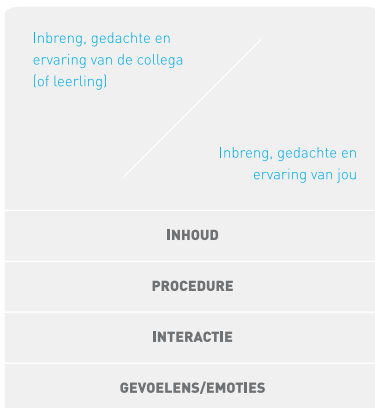 Inbreng, gedachte en
ervaring van de collega
(of leerling)
Inbreng, gedachte en
ervaring van jou
INHOUD
PROCEDURE
INTERACTIE
GEVOELENS/EMOTIES